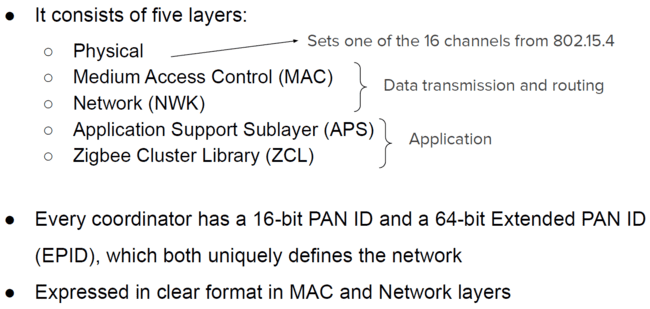 ● It consists of five layers:
○ Physical
Sets one of the 16 channels from 802.15.4
○ Medium Access Control (MAC)
○ Network (NWK)
Data transmission and routing
○ Application Support Sublayer (APS)
○ Zigbee Cluster Library (ZCL)
Application
● Every coordinator has a 16-bit PAN ID and a 64-bit Extended PAN ID
(EPID), which both uniquely defines the network
● Expressed in clear format in MAC and Network layers